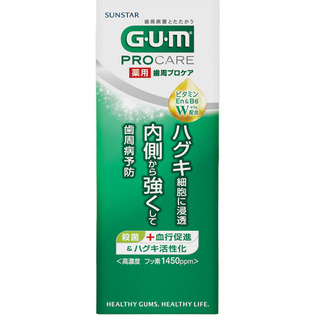 SUNSTAR
歯周病菌とたたかう
G・U・M
PROCARE
薬用 歯周プロケア
ビタミン
En&B6
Wダブル配合
ハグキ細胞に浸透
内側から強くして
歯周病予防
殺菌+血行促進
&ハグキ活性化
<高濃度 フッ素1450ppm>
HEALTHY GUMS. HEALTHY LIFE.